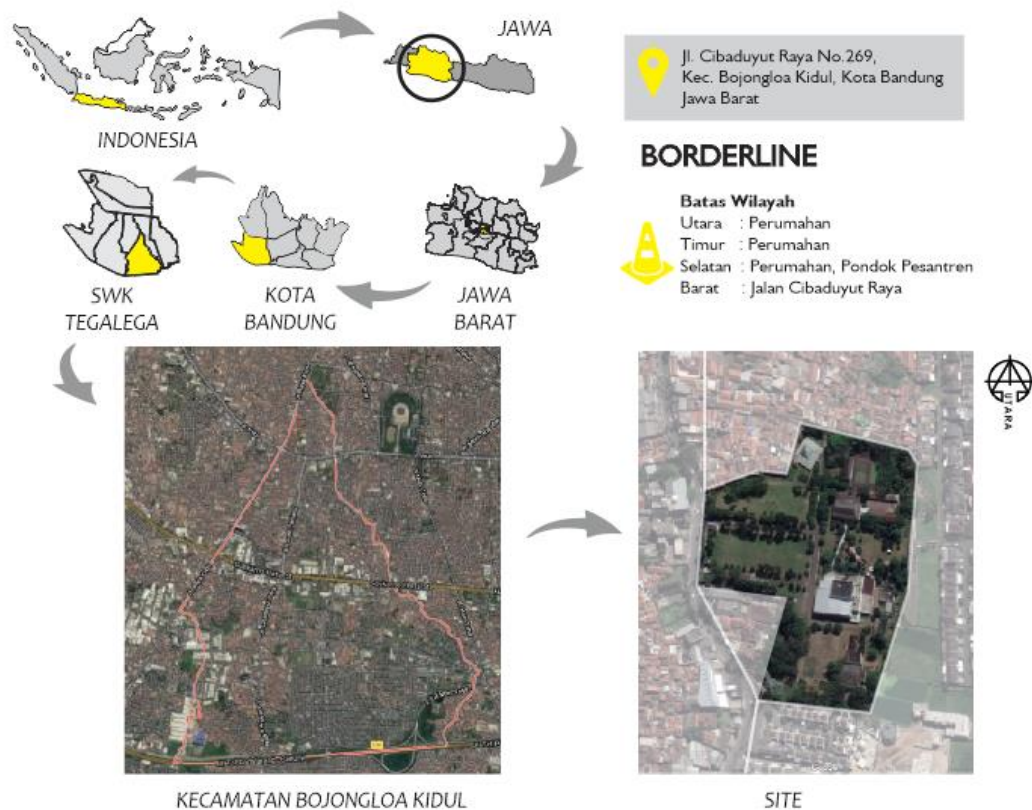 INDONESIA
JAWA
Jl. Cibaduyut Raya No.269,
Kec. Bojongloa Kidul, Kota Bandung
Jawa Barat
BORDERLINE
Batas Wilayah
Utara : Perumahan
Timur : Perumahan
Selatan : Perumahan, Pondok Pesantren
Barat : Jalan Cibaduyut Raya
SWK
TEGALEGA
KOTA
BANDUNG
JAWA
BARAT
UTARA
KECAMATAN BOJONGLOA KIDUL
SITE